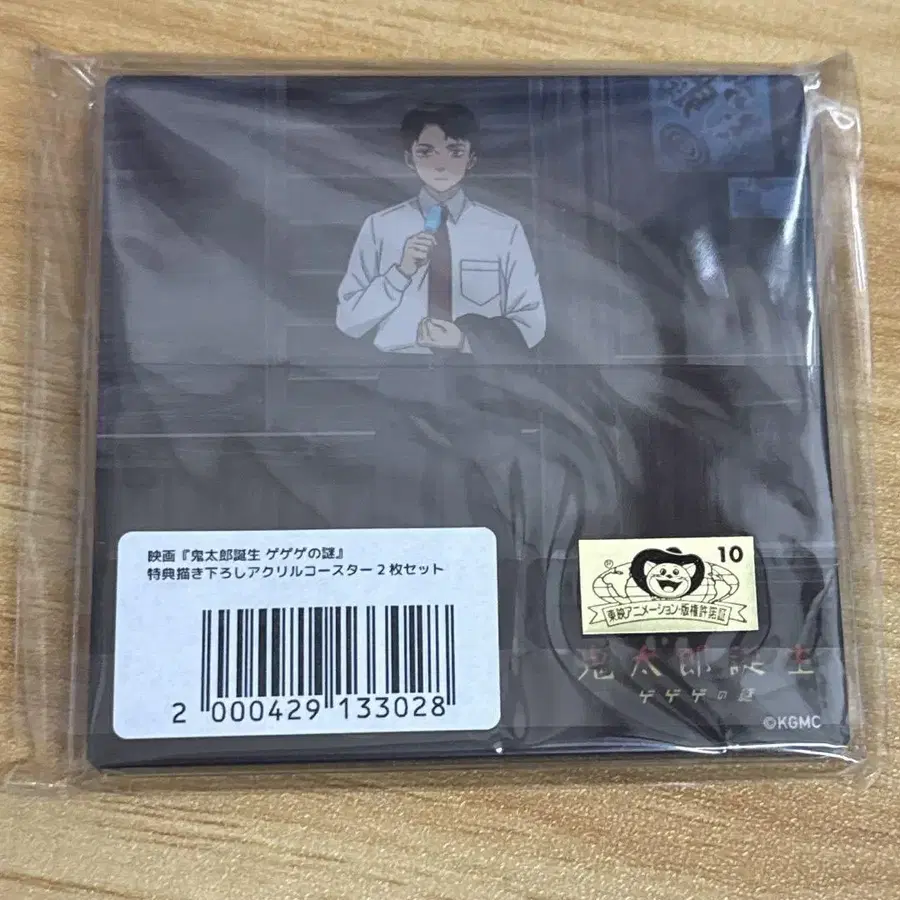 映画『鬼太郎誕生 ゲゲゲの謎』
特典描き下ろしアクリルコースター2枚セット
2 000429 133028
10
東映アニメーション・版権許諾証
鬼太郎誕生
ゲゲゲの謎
©KGMC